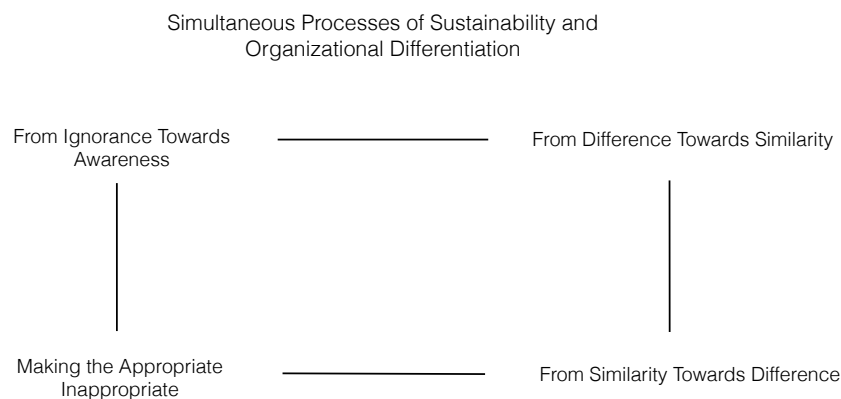 Simultaneous Processes of Sustainability and
Organizational Differentiation
From Ignorance Towards
Awareness
From Difference Towards Similarity
Making the Appropriate
Inappropriate
From Similarity Towards Difference